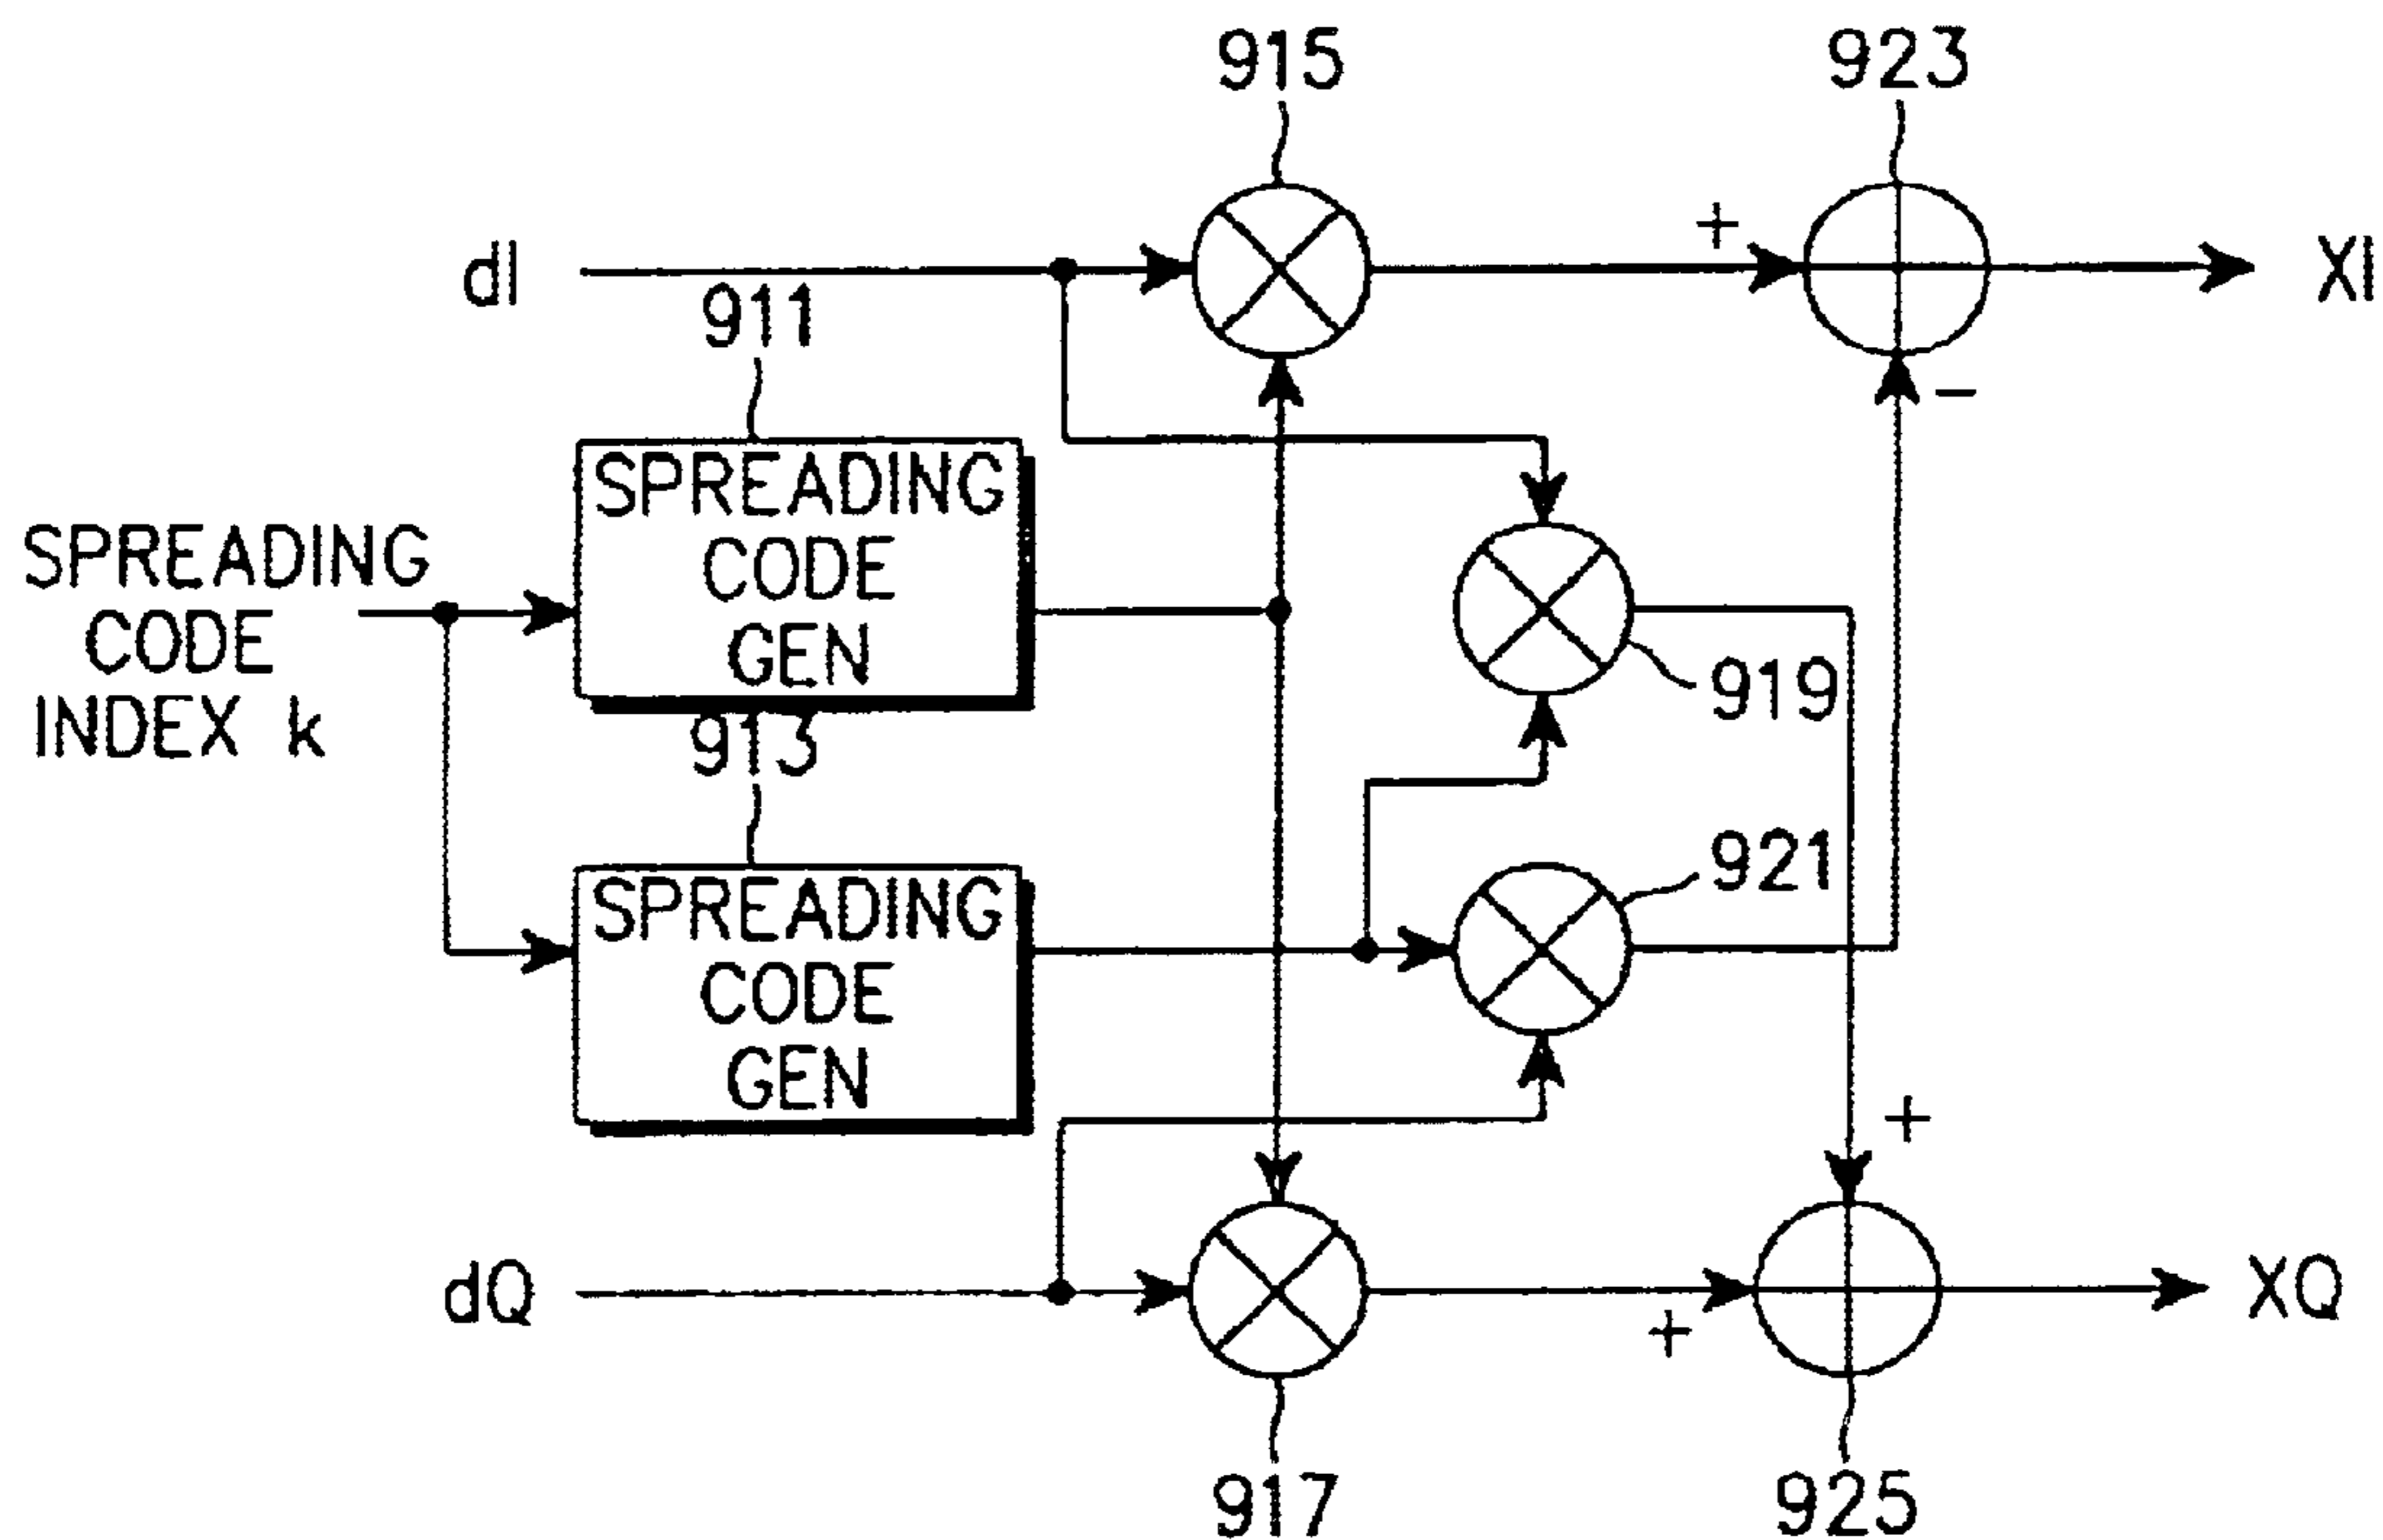 915
923
dI
+
XI
911
-
SPREADING
CODE
GEN
SPREADING
CODE
INDEX k
919
913
921
SPREADING
CODE
GEN
+
dQ
+
XQ
917
925